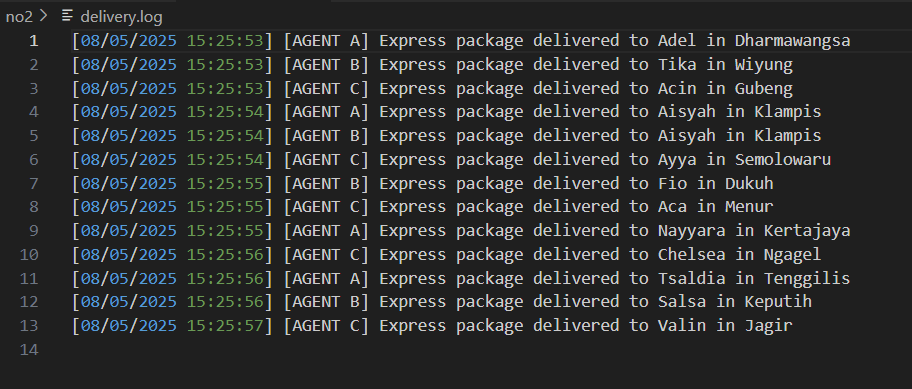 no2 > delivery.log
1 [08/05/2025 15:25:53] [AGENT A] Express package delivered to Adel in Dharmawangsa
2 [08/05/2025 15:25:53] [AGENT B] Express package delivered to Tika in Wiyung
3 [08/05/2025 15:25:53] [AGENT C] Express package delivered to Acin in Gubeng
4 [08/05/2025 15:25:54] [AGENT A] Express package delivered to Aisyah in Klampis
5 [08/05/2025 15:25:54] [AGENT B] Express package delivered to Aisyah in Klampis
6 [08/05/2025 15:25:54] [AGENT C] Express package delivered to Ayya in Semolowaru
7 [08/05/2025 15:25:55] [AGENT B] Express package delivered to Fio in Dukuh
8 [08/05/2025 15:25:55] [AGENT C] Express package delivered to Aca in Menur
9 [08/05/2025 15:25:55] [AGENT A] Express package delivered to Nayyara in Kertajaya
10 [08/05/2025 15:25:56] [AGENT C] Express package delivered to Chelsea in Ngagel
11 [08/05/2025 15:25:56] [AGENT A] Express package delivered to Tsaldia in Tenggilis
12 [08/05/2025 15:25:56] [AGENT B] Express package delivered to Salsa in Keputih
13 [08/05/2025 15:25:57] [AGENT C] Express package delivered to Valin in Jagir
14